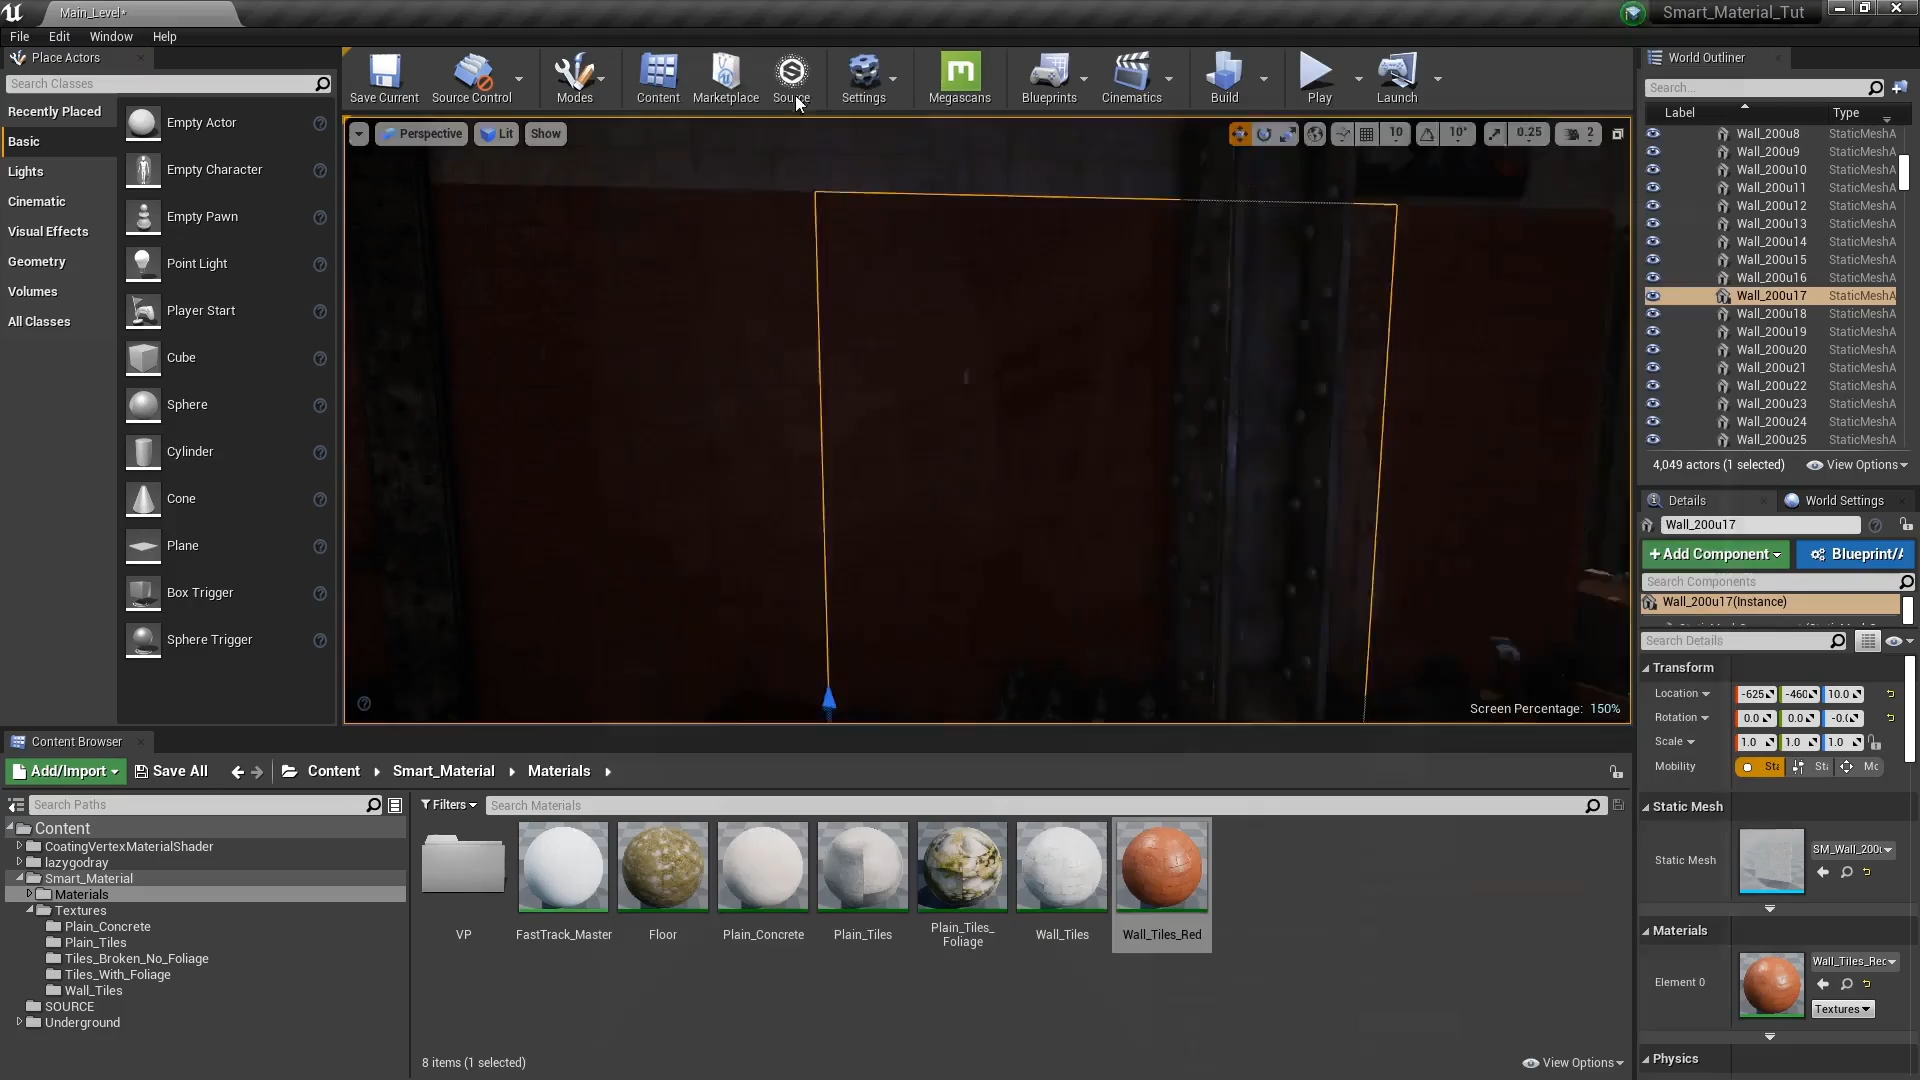 Main_Level*
Smart_Material_Tut
File Edit Window Help
Place Actors
Search Classes
Recently Placed
Basic
Lights
Cinematic
Visual Effects
Geometry
Volumes
All Classes
Empty Actor
Empty Character
Empty Pawn
Point Light
Player Start
Cube
Sphere
Cylinder
Cone
Plane
Box Trigger
Sphere Trigger
Save Current
Source Control
Modes
Content
Marketplace
Source
Settings
Megascans
Blueprints
Cinematics
Build
Play
Launch
Perspective
Lit
Show
10
10°
0.25
2
Screen Percentage: 150%
World Outliner
Search...
Label Type
Wall_200u8 StaticMeshA
Wall_200u9 StaticMeshA
Wall_200u10 StaticMeshA
Wall_200u11 StaticMeshA
Wall_200u12 StaticMeshA
Wall_200u13 StaticMeshA
Wall_200u14 StaticMeshA
Wall_200u15 StaticMeshA
Wall_200u16 StaticMeshA
Wall_200u17 StaticMeshA
Wall_200u18 StaticMeshA
Wall_200u19 StaticMeshA
Wall_200u20 StaticMeshA
Wall_200u21 StaticMeshA
Wall_200u22 StaticMeshA
Wall_200u23 StaticMeshA
Wall_200u24 StaticMeshA
Wall_200u25 StaticMeshA
4,049 actors (1 selected)
View Options
Details
World Settings
Wall_200u17
+Add Component
Blueprint/A
Search Components
Wall_200u17(Instance)
Search Details
Transform
Location -625 -460 10.0
Rotation 0.0 0.0 -0.0
Scale 1.0 1.0 1.0
Mobility Sta Sta Mc
Static Mesh
Static Mesh
SM_Wall_200u
Materials
Element 0
Wall_Tiles_Rec
Textures
Physics
Content Browser
Add/Import
Save All
Content
Smart_Material
Materials
Search Paths
Filters
Search Materials
Content
CoatingVertexMaterialShader
lazygodray
Smart_Material
Materials
Textures
Plain_Concrete
Plain_Tiles
Tiles_Broken_No_Foliage
Tiles_With_Foliage
Wall_Tiles
SOURCE
Underground
VP
FastTrack_Master
Floor
Plain_Concrete
Plain_Tiles
Plain_Tiles_
Foliage
Wall_Tiles
Wall_Tiles_Red
8 items (1 selected)
View Options